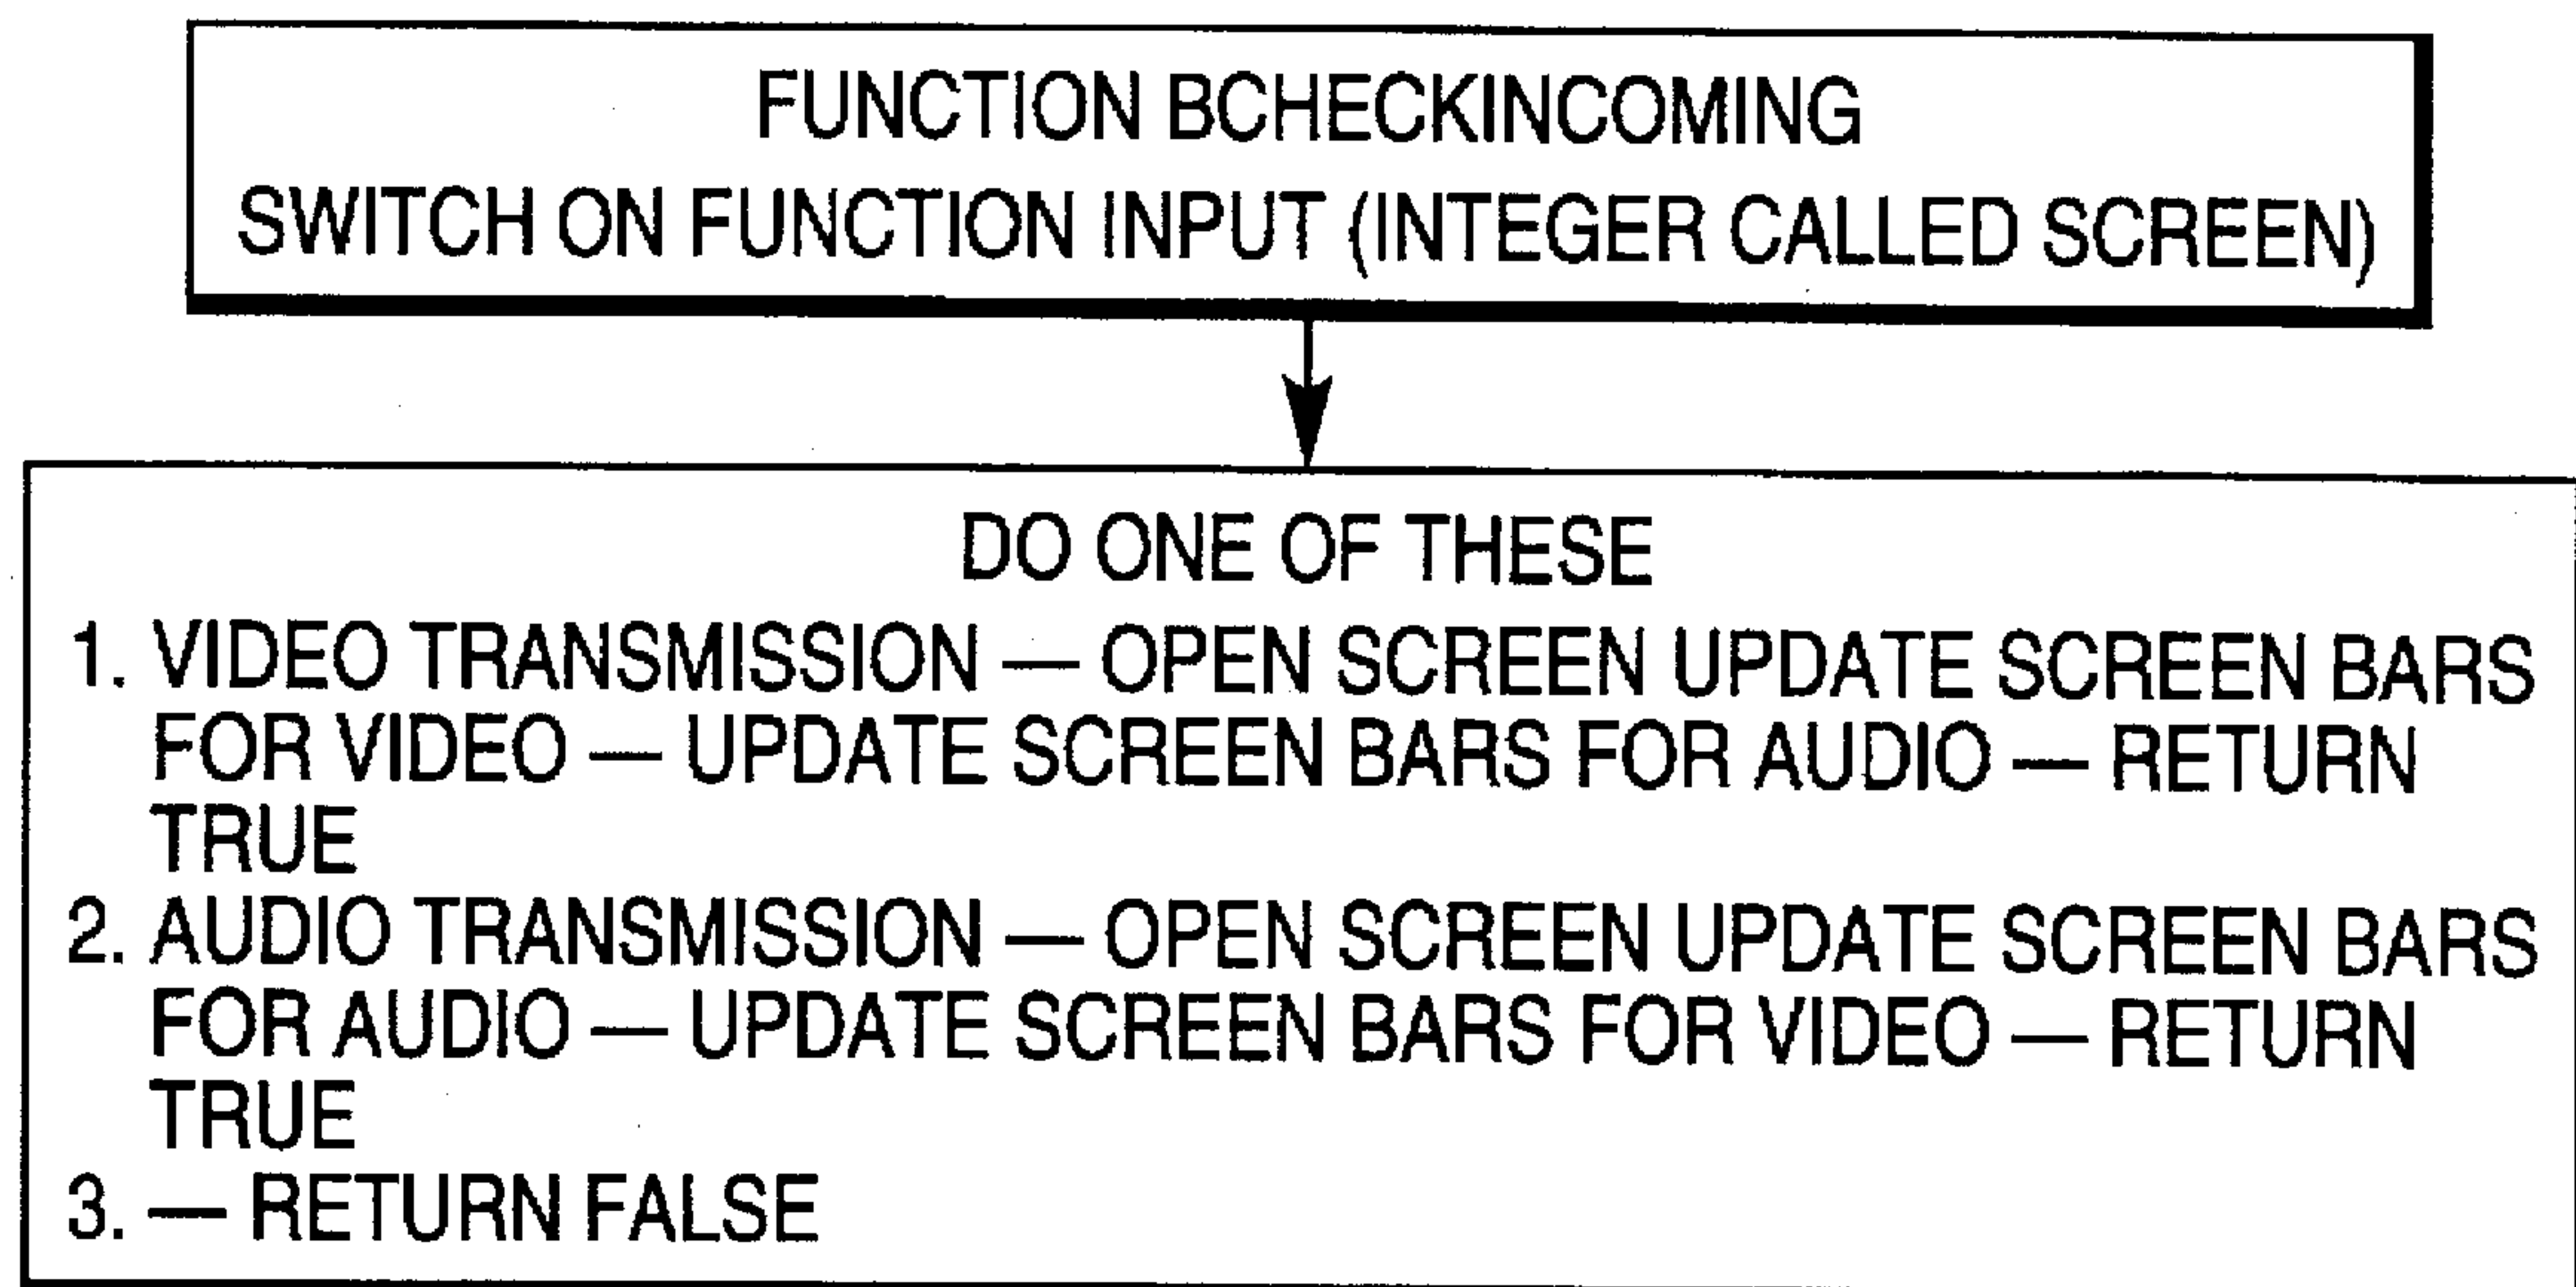 FUNCTION BCHECKINCOMING
SWITCH ON FUNCTION INPUT (INTEGER CALLED SCREEN)
DO ONE OF THESE
1. VIDEO TRANSMISSION — OPEN SCREEN UPDATE SCREEN BARS
FOR VIDEO — UPDATE SCREEN BARS FOR AUDIO — RETURN
TRUE
2. AUDIO TRANSMISSION — OPEN SCREEN UPDATE SCREEN BARS
FOR AUDIO — UPDATE SCREEN BARS FOR VIDEO — RETURN
TRUE
3. — RETURN FALSE